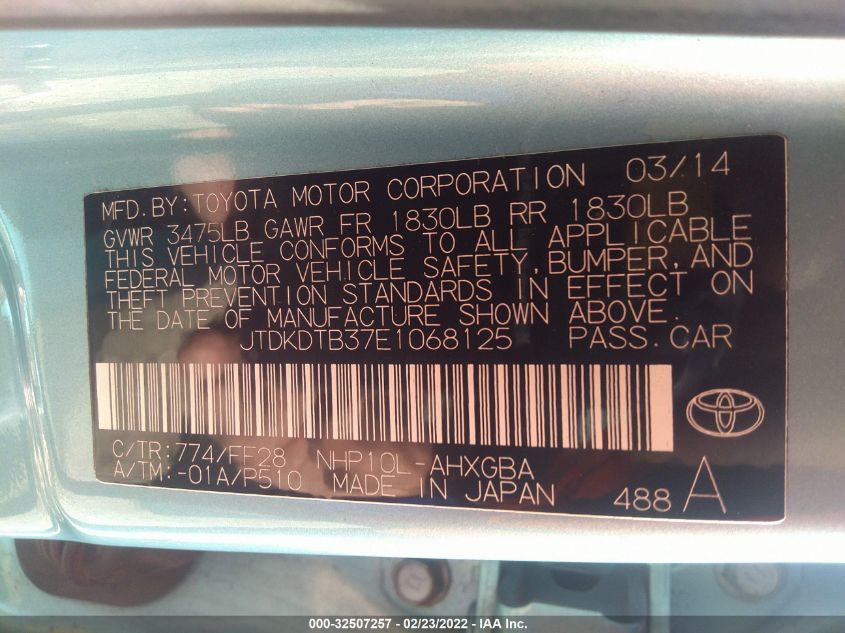 MFD.BY:TOYOTA MOTOR CORPORATION 03/14
GVWR 3475LB GAWR FR 1830LB RR 1830LB
THIS VEHICLE CONFORMS TO ALL APPLICABLE
FEDERAL MOTOR VEHICLE SAFETY, BUMPER, AND
THEFT PREVENTION STANDARDS IN EFFECT ON
THE DATE OF MANUFACTURE SHOWN ABOVE.
JTDKDTB37E1068125 PASS.CAR
C/TR:774/FF28 NHP10L-AHXGBA
A/TM:-01A/P510 MADE IN JAPAN 488 A
000-32507257 - 02/23/2022 - IAA Inc.